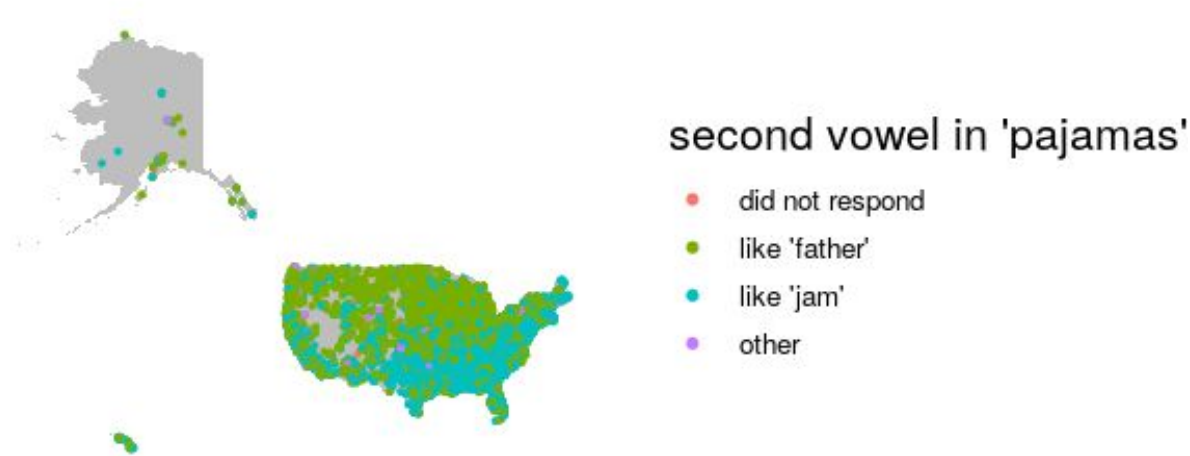 second vowel in 'pajamas'
did not respond
like 'father'
like 'jam'
other